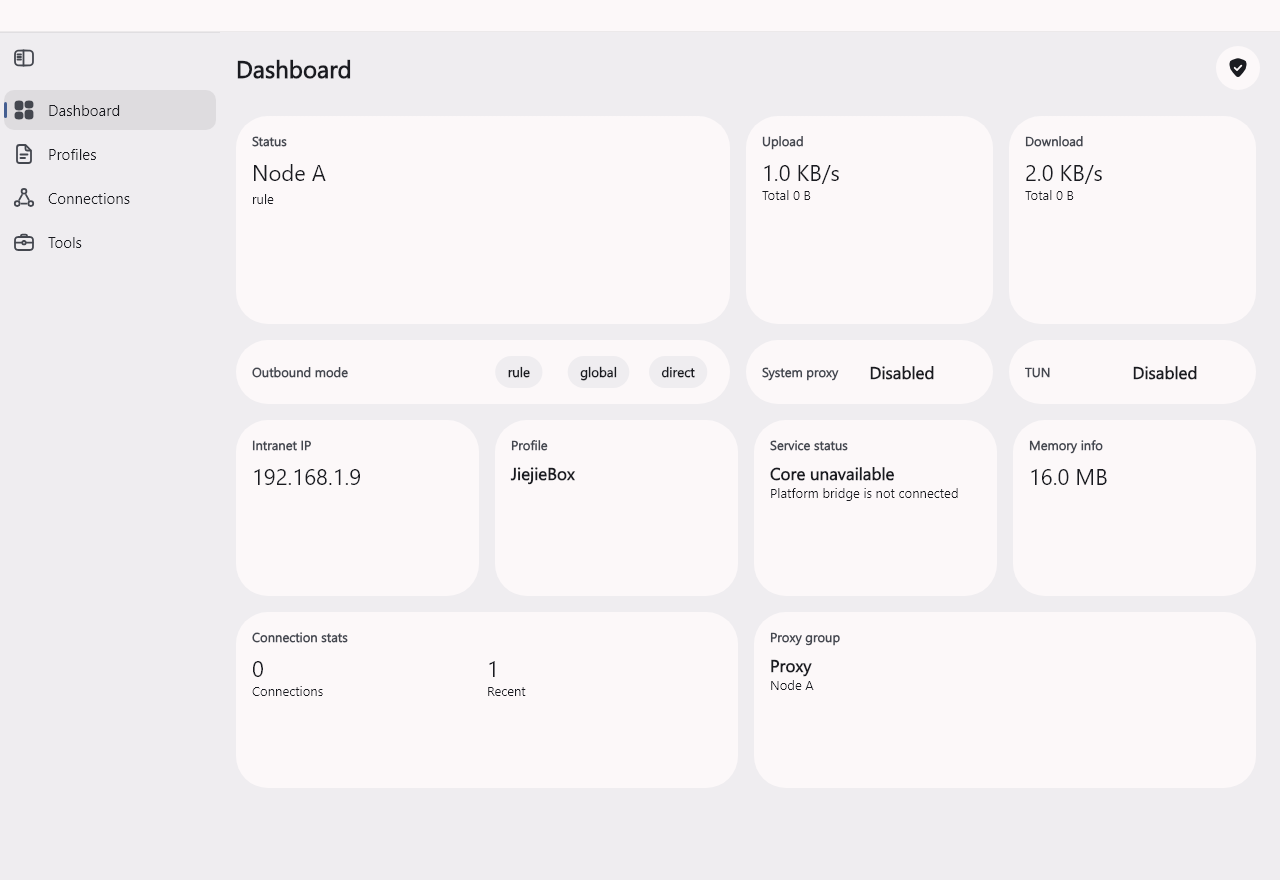 Dashboard
Profiles
Connections
Tools
Dashboard
Status
Node A
rule
Upload
1.0 KB/s
Total 0 B
Download
2.0 KB/s
Total 0 B
Outbound mode
rule
global
direct
System proxy
Disabled
TUN
Disabled
Intranet IP
192.168.1.9
Profile
JiejieBox
Service status
Core unavailable
Platform bridge is not connected
Memory info
16.0 MB
Connection stats
0
Connections
1
Recent
Proxy group
Proxy
Node A